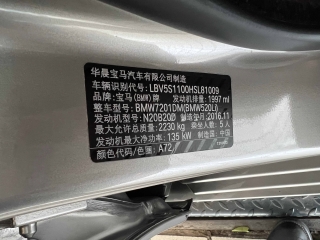 华晨宝马汽车有限公司制造
车辆识别代号: LBV5S1100HSL81009
品牌: 宝马(BMW)牌 发动机排量: 1997 ml
整车型号: BMW7201DM(BMW520Li)
发动机型号: N20B20D 制造年月: 2016.11
最大允许总质量: 2230 kg 乘坐人数: 5 人
发动机最大净功率: 135 kW 制造国: 中国
颜色代码/色番: A72/